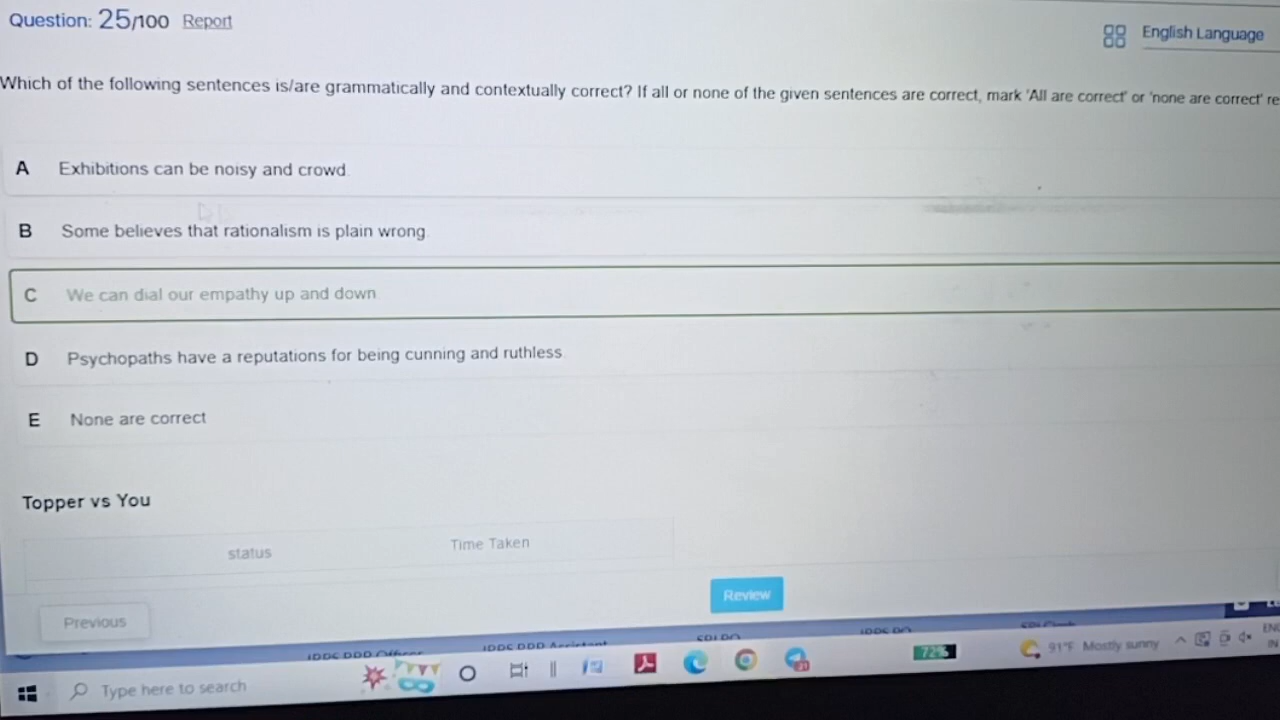 Question: 25/100 Report
English Language
Which of the following sentences is/are grammatically and contextually correct? If all or none of the given sentences are correct, mark 'All are correct' or 'none are correct' re
A Exhibitions can be noisy and crowd.
B Some believes that rationalism is plain wrong.
C We can dial our empathy up and down
D Psychopaths have a reputations for being cunning and ruthless.
E None are correct
Topper vs You
status Time Taken
Review
Previous
72%
91°F Mostly sunny
ENG
IN
Type here to search